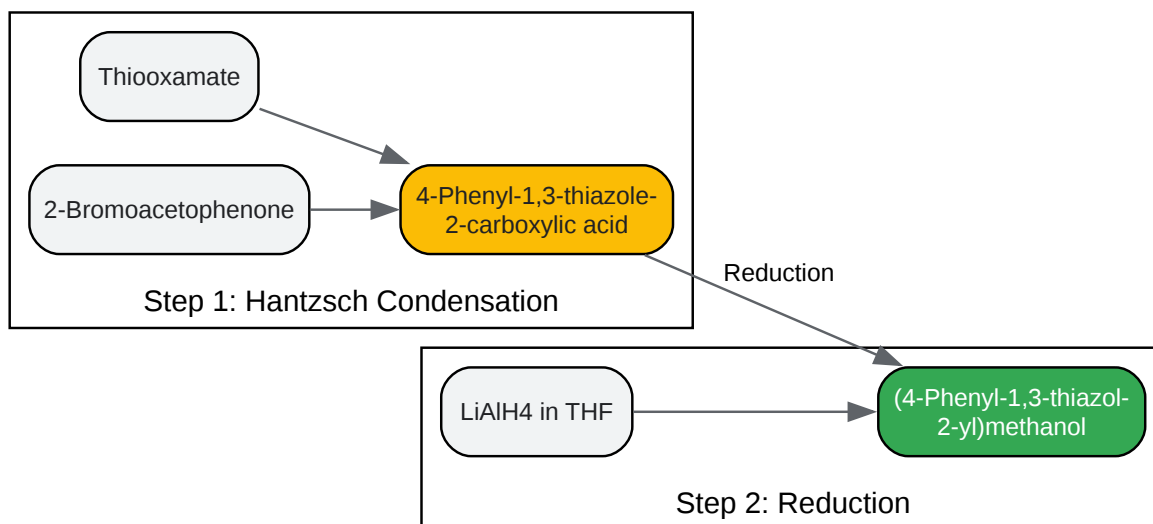 Thiooxamate
2-Bromoacetophenone
4-Phenyl-1,3-thiazole-
2-carboxylic acid
Step 1: Hantzsch Condensation
Reduction
LiAlH4 in THF
(4-Phenyl-1,3-thiazol-
2-yl)methanol
Step 2: Reduction